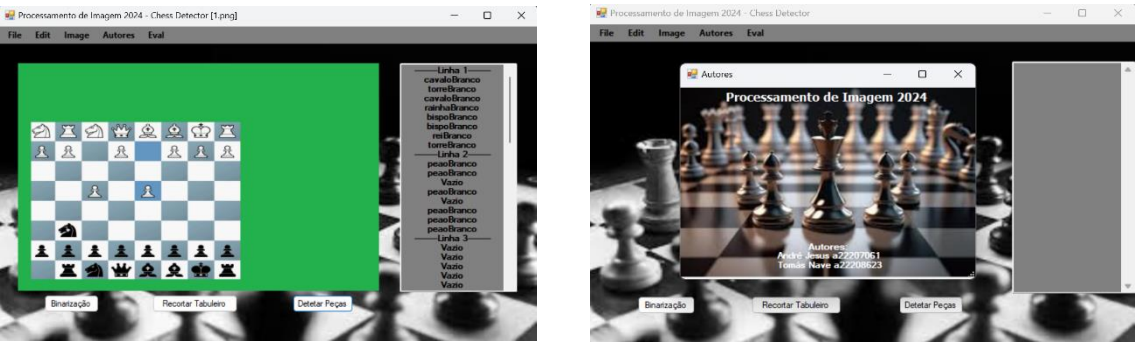 Processamento de Imagem 2024 - Chess Detector [1.png]
File Edit Image Autores Eval
-----Linha 1-----
cavaloBranco
torreBranco
cavaloBranco
rainhaBranco
bispoBranco
bispoBranco
reiBranco
torreBranco
-----Linha 2-----
peaoBranco
peaoBranco
Vazio
peaoBranco
Vazio
peaoBranco
peaoBranco
peaoBranco
-----Linha 3-----
Vazio
Vazio
Vazio
Vazio
Vazio
Binarização Recortar Tabuleiro Detetar Peças
Processamento de Imagem 2024 - Chess Detector
File Edit Image Autores Eval
Autores
Processamento de Imagem 2024
Autores:
André Jesus a22207061
Tomás Nave a22208623
Binarização Recortar Tabuleiro Detetar Peças